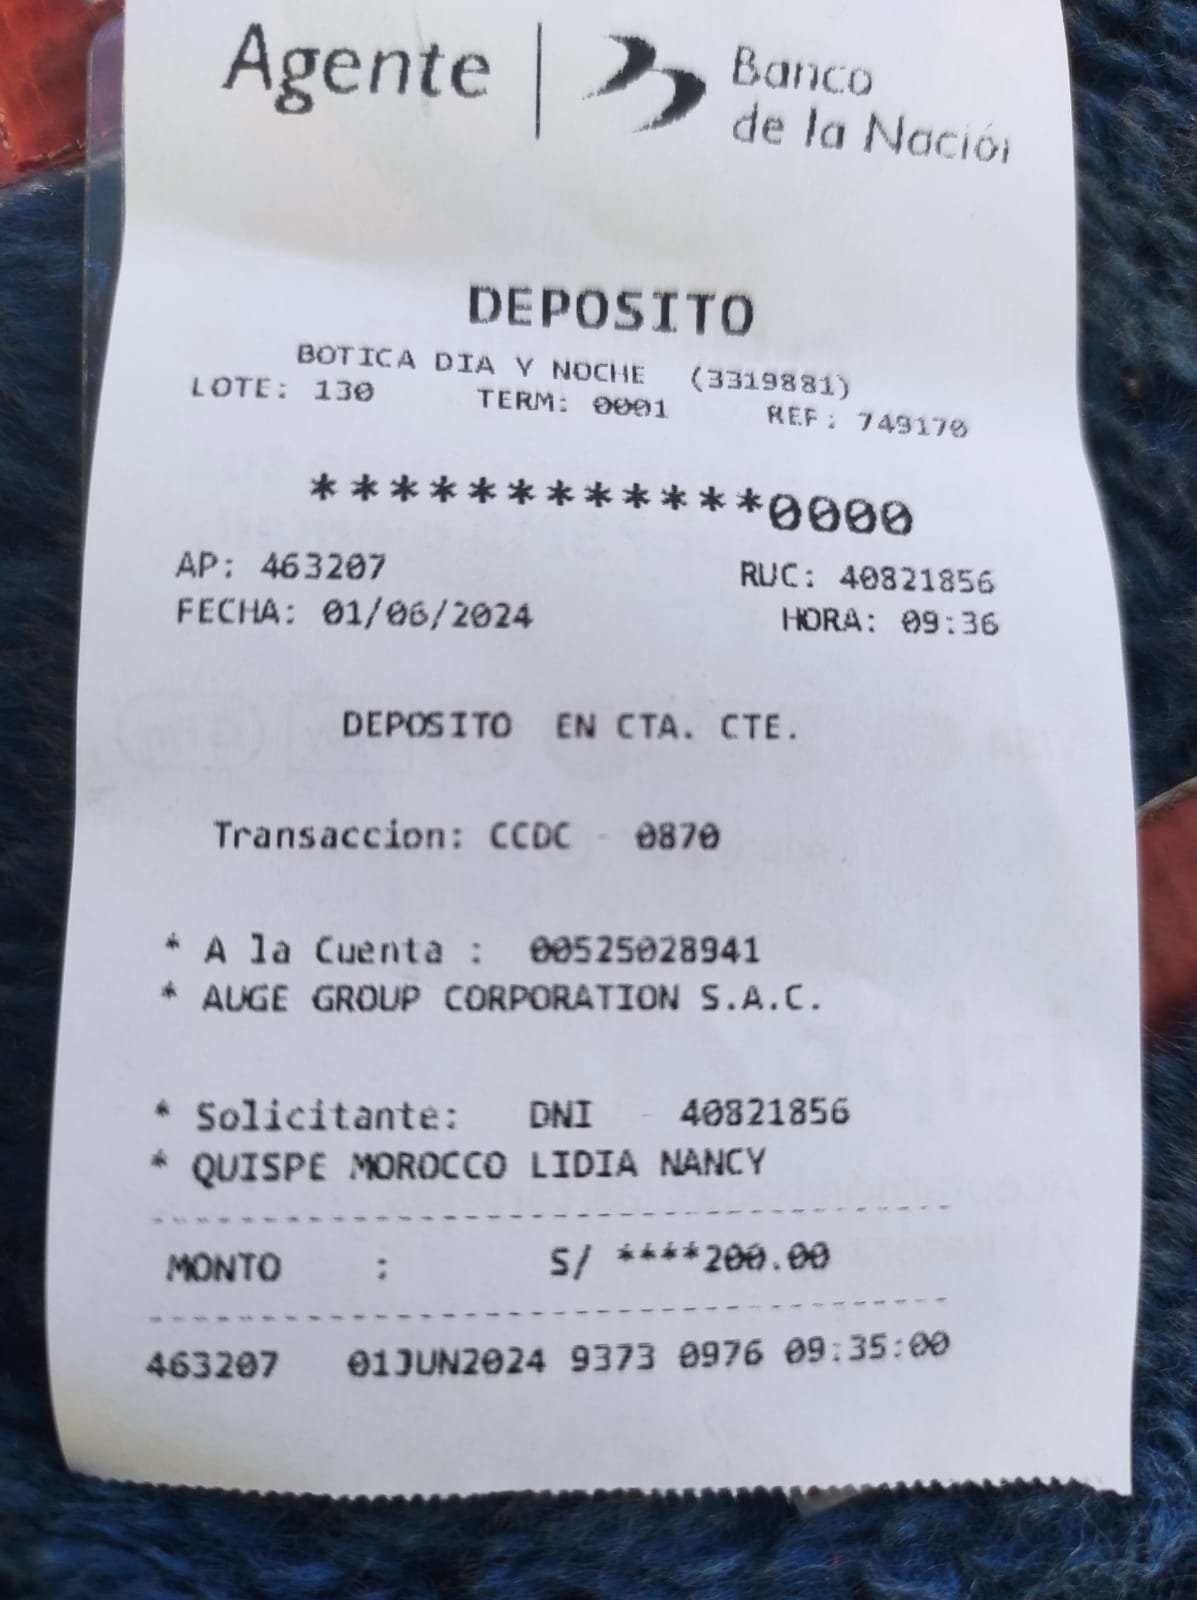 Agente | Banco
de la Nación
DEPOSITO
BOTICA DIA Y NOCHE (3319881)
LOTE: 130 TERM: 0001 REF: 749170
************0000
AP: 463207 RUC: 40821856
FECHA: 01/06/2024 HORA: 09:36
DEPOSITO EN CTA. CTE.
Transaccion: CCDC - 0870
* A la Cuenta : 00525028941
* AUGE GROUP CORPORATION S.A.C.
* Solicitante: DNI - 40821856
* QUISPE MOROCCO LIDIA NANCY
MONTO : S/ ****200.00
463207 01JUN2024 9373 0976 09:35:00